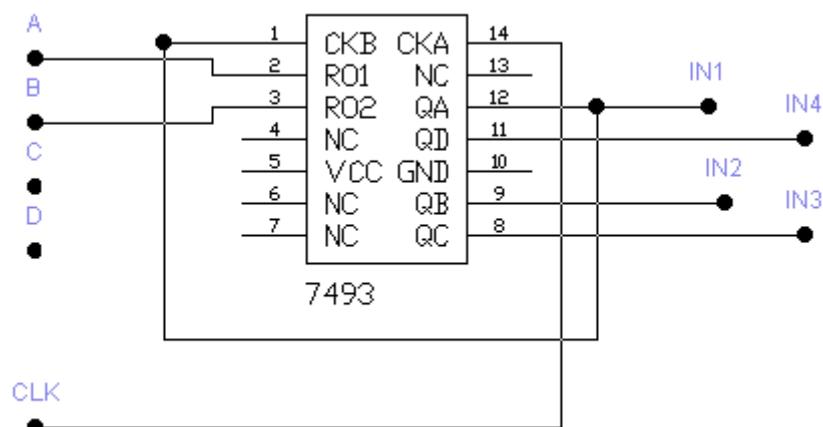 A
B
C
D
CLK
1 CKB CKA 14
2 RO1 NC 13
3 RO2 QA 12
4 NC QD 11
5 VCC GND 10
6 NC QB 9
7 NC QC 8
7493
IN1
IN4
IN2
IN3